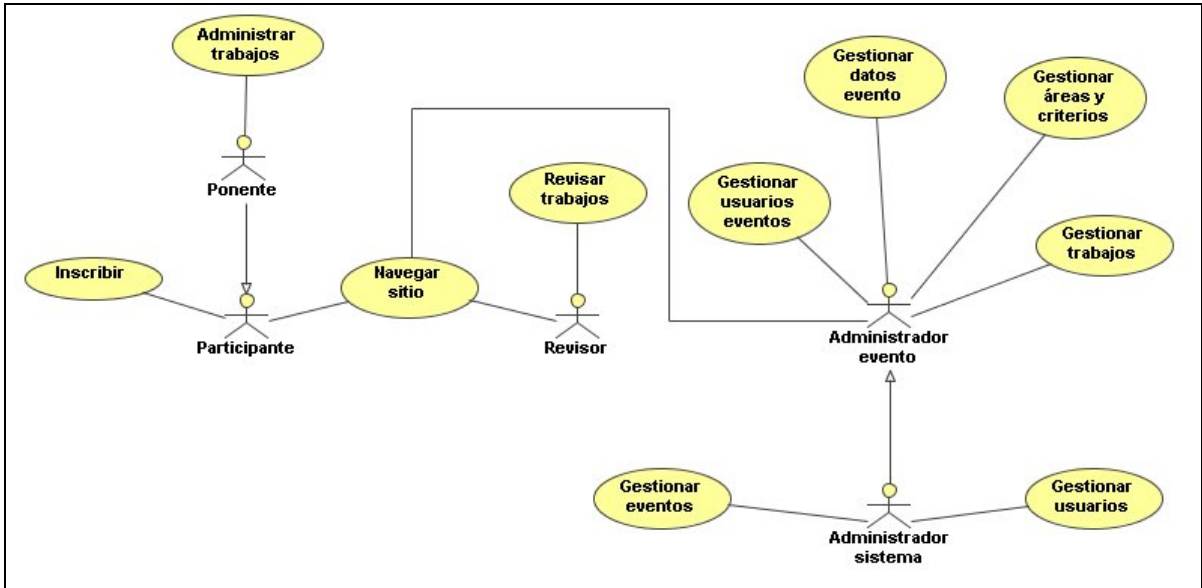 Administrar
trabajos
Ponente
Inscribir
Participante
Navegar
sitio
Revisar
trabajos
Revisor
Gestionar
datos
evento
Gestionar
áreas y
criterios
Gestionar
usuarios
eventos
Gestionar
trabajos
Administrador
evento
Gestionar
eventos
Administrador
sistema
Gestionar
usuarios